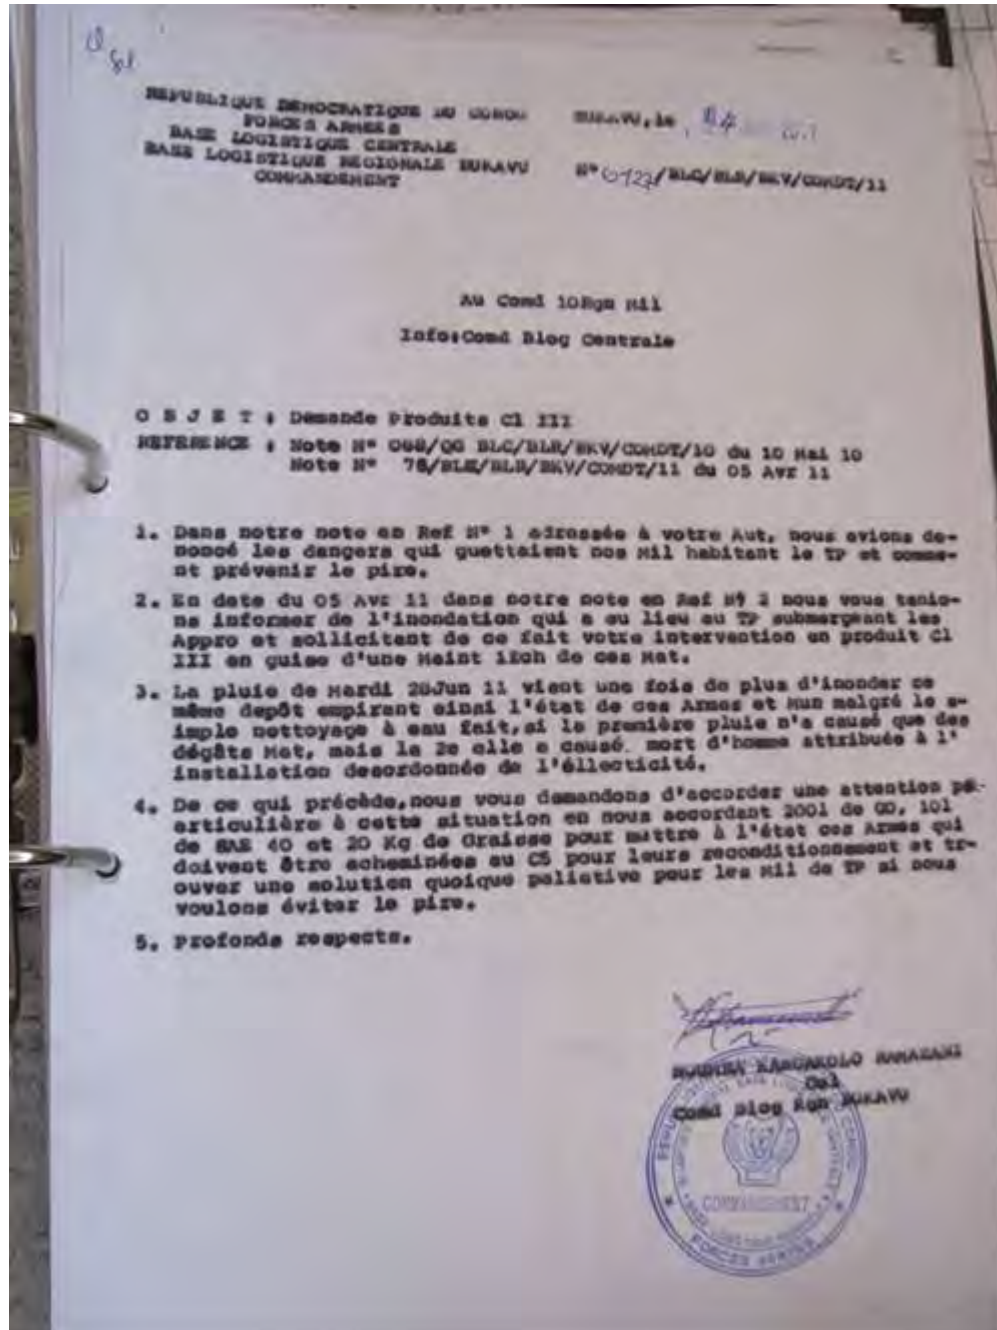 REPUBLIQUE DEMOCRATIQUE DU CONGO
FORCES ARMEES
BASE LOGISTIQUE CENTRALE
BASE LOGISTIQUE REGIONALE BUKAVU
COMMANDEMENT
BUKAVU, le
N° 0127/BLC/BLR/BKV/COMDT/11
Au Comd 10Rgn Mil
Info:Comd Blog Centrale
O B J E T : Demande Produits Cl III
REFERENCE : Note N° 068/QG BLC/BLR/BKV/COMDT/10 du 10 Mai 10
Note N° 78/BLC/BLR/BKV/COMDT/11 du 05 Avr 11
1. Dans notre note en Ref N° 1 adressée à votre Aut, nous avions de-
noncé les dangers qui guettaient nos Mil habitant le TP et comme-
nt prévenir le pire.
2. En date du 05 Avr 11 dans notre note en Ref N° 2 nous vous tenio-
ns informer de l'inondation qui a eu lieu au TP submergeant les
Appro et sollicitant de ce fait votre intervention en produit Cl
III en guise d'une Maint 1Ech de ces Mat.
3. La pluie de Mardi 28Jun 11 vient une fois de plus d'inonder ce
même depôt empirant ainsi l'état de ces Armes et Mun malgré le s-
imple nettoyage à eau fait,si la première pluie n'a causé que des
dégâts Mat, mais la 2e elle a causé. mort d'homme attribuée à l'
installation desordonnée de l'éllecticité.
4. De ce qui précède,nous vous demandons d'accorder une attention pa-
articulière à cette situation en nous accordant 200l de GO, 10l
de SAE 40 et 20 Kg de Graisse pour mettre à l'état ces Armes qui
doivent être acheminées au CS pour leurs reconditionnement et tr-
ouver une solution quoique paliative pour les Mil de TP si nous
voulons éviter le pire.
5. Profonds respects.
KANGAKOLO RAMAZANI
Col
Comd Blog Rgn BUKAVU
COMMANDEMENT
FORCES ARMEES